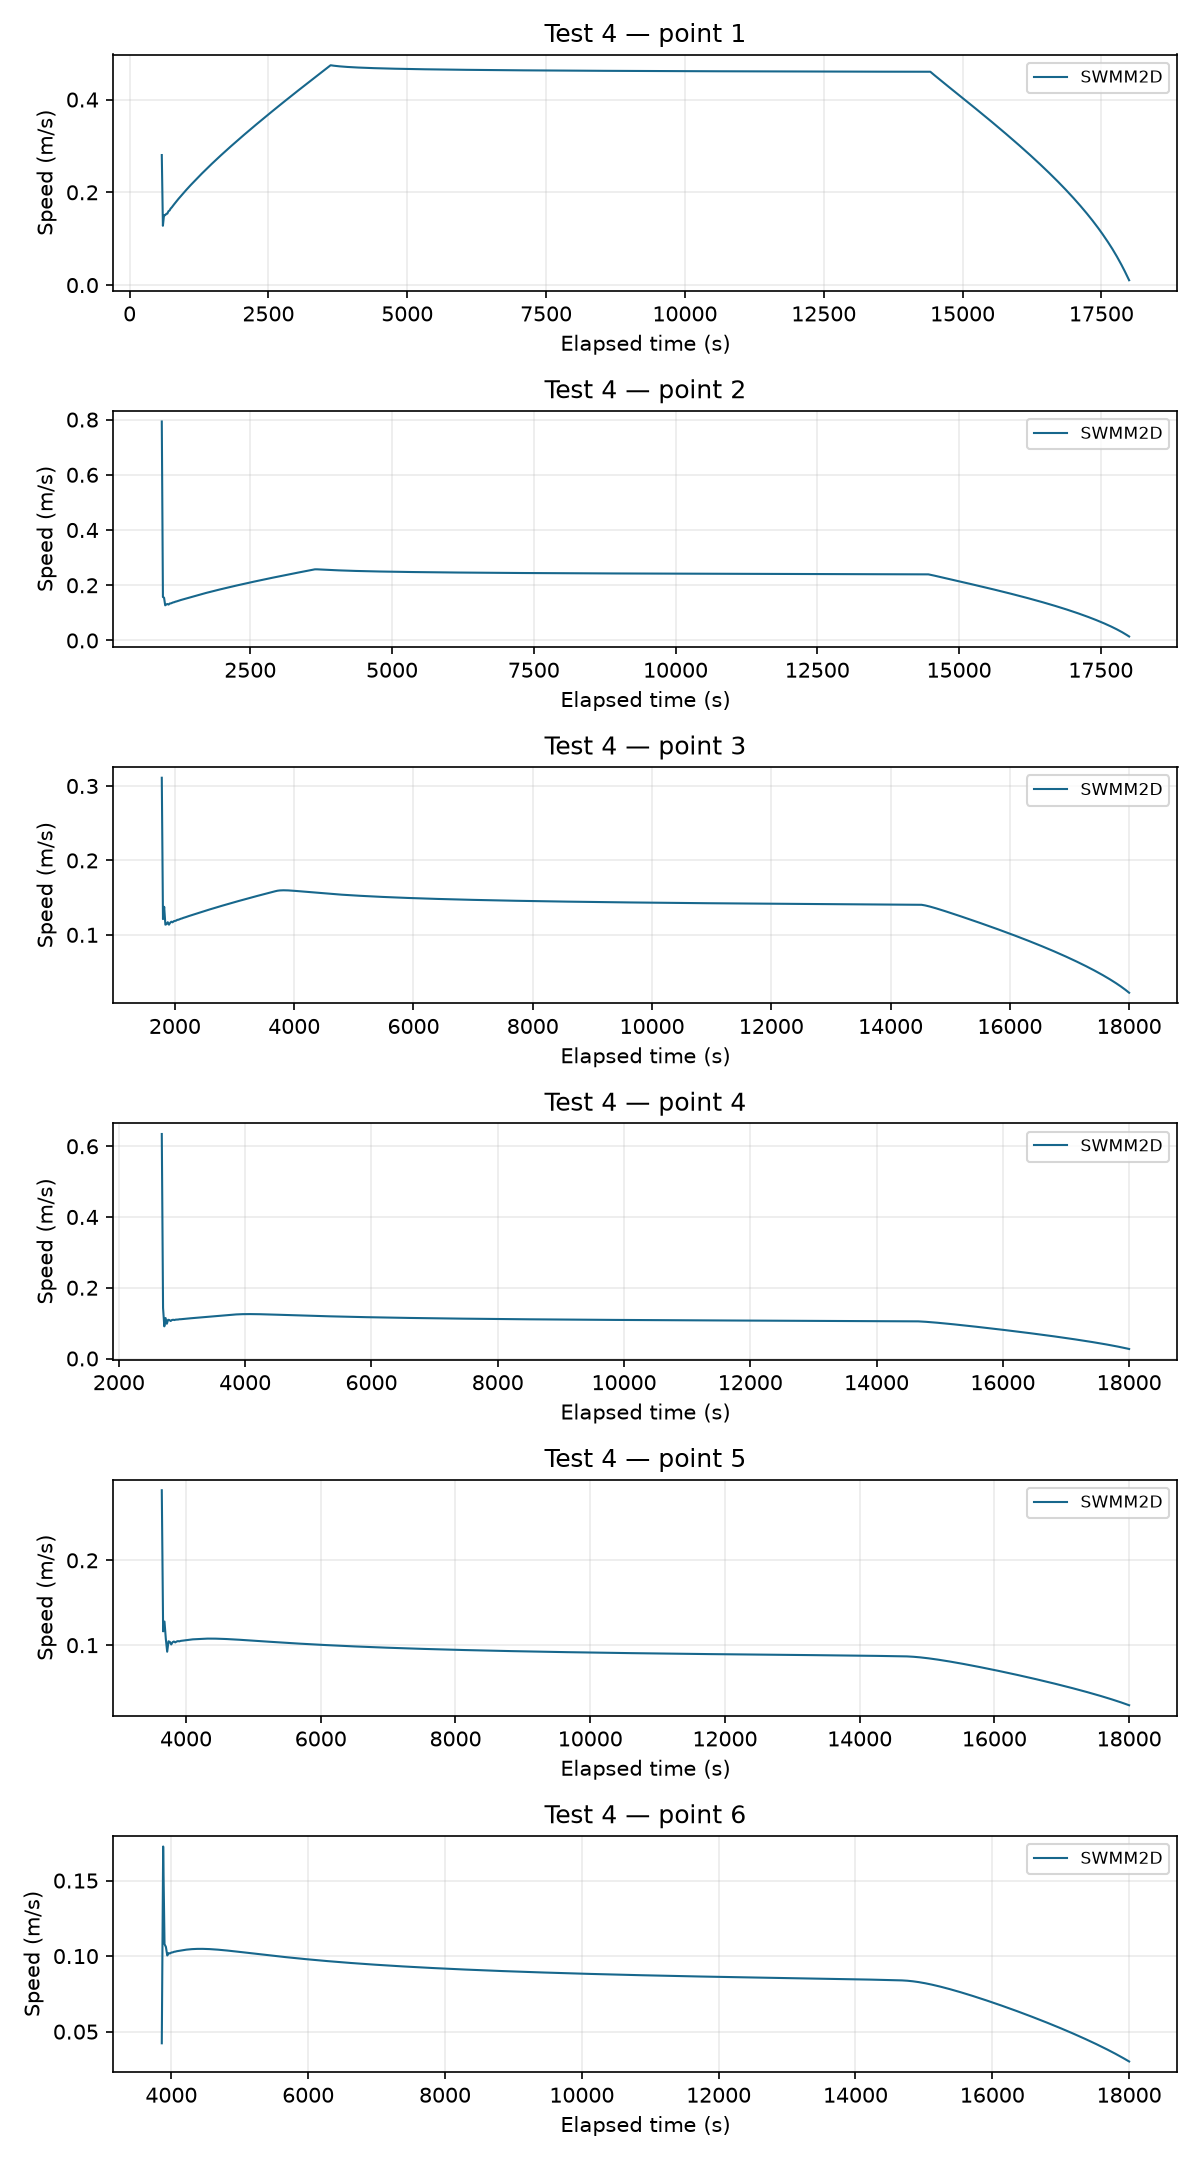 Test 4 — point 1
Speed (m/s)
0.4
0.2
0.0
SWMM2D
0 2500 5000 7500 10000 12500 15000 17500
Elapsed time (s)
Test 4 — point 2
Speed (m/s)
0.8
0.6
0.4
0.2
0.0
SWMM2D
2500 5000 7500 10000 12500 15000 17500
Elapsed time (s)
Test 4 — point 3
Speed (m/s)
0.3
0.2
0.1
SWMM2D
2000 4000 6000 8000 10000 12000 14000 16000 18000
Elapsed time (s)
Test 4 — point 4
Speed (m/s)
0.6
0.4
0.2
0.0
SWMM2D
2000 4000 6000 8000 10000 12000 14000 16000 18000
Elapsed time (s)
Test 4 — point 5
Speed (m/s)
0.2
0.1
SWMM2D
4000 6000 8000 10000 12000 14000 16000 18000
Elapsed time (s)
Test 4 — point 6
Speed (m/s)
0.15
0.10
0.05
SWMM2D
4000 6000 8000 10000 12000 14000 16000 18000
Elapsed time (s)